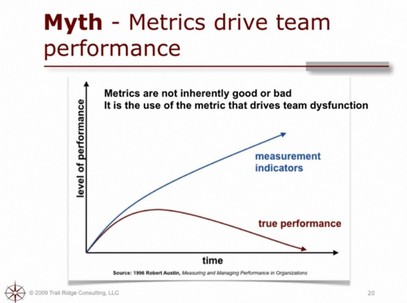 Myth - Metrics drive team
performance
Metrics are not inherently good or bad
It is the use of the metric that drives team dysfunction
level of performance
measurement
indicators
true performance
time
Source: 1996 Robert Austin, Measuring and Managing Performance in Organizations
© 2009 Trail Ridge Consulting, LLC
20